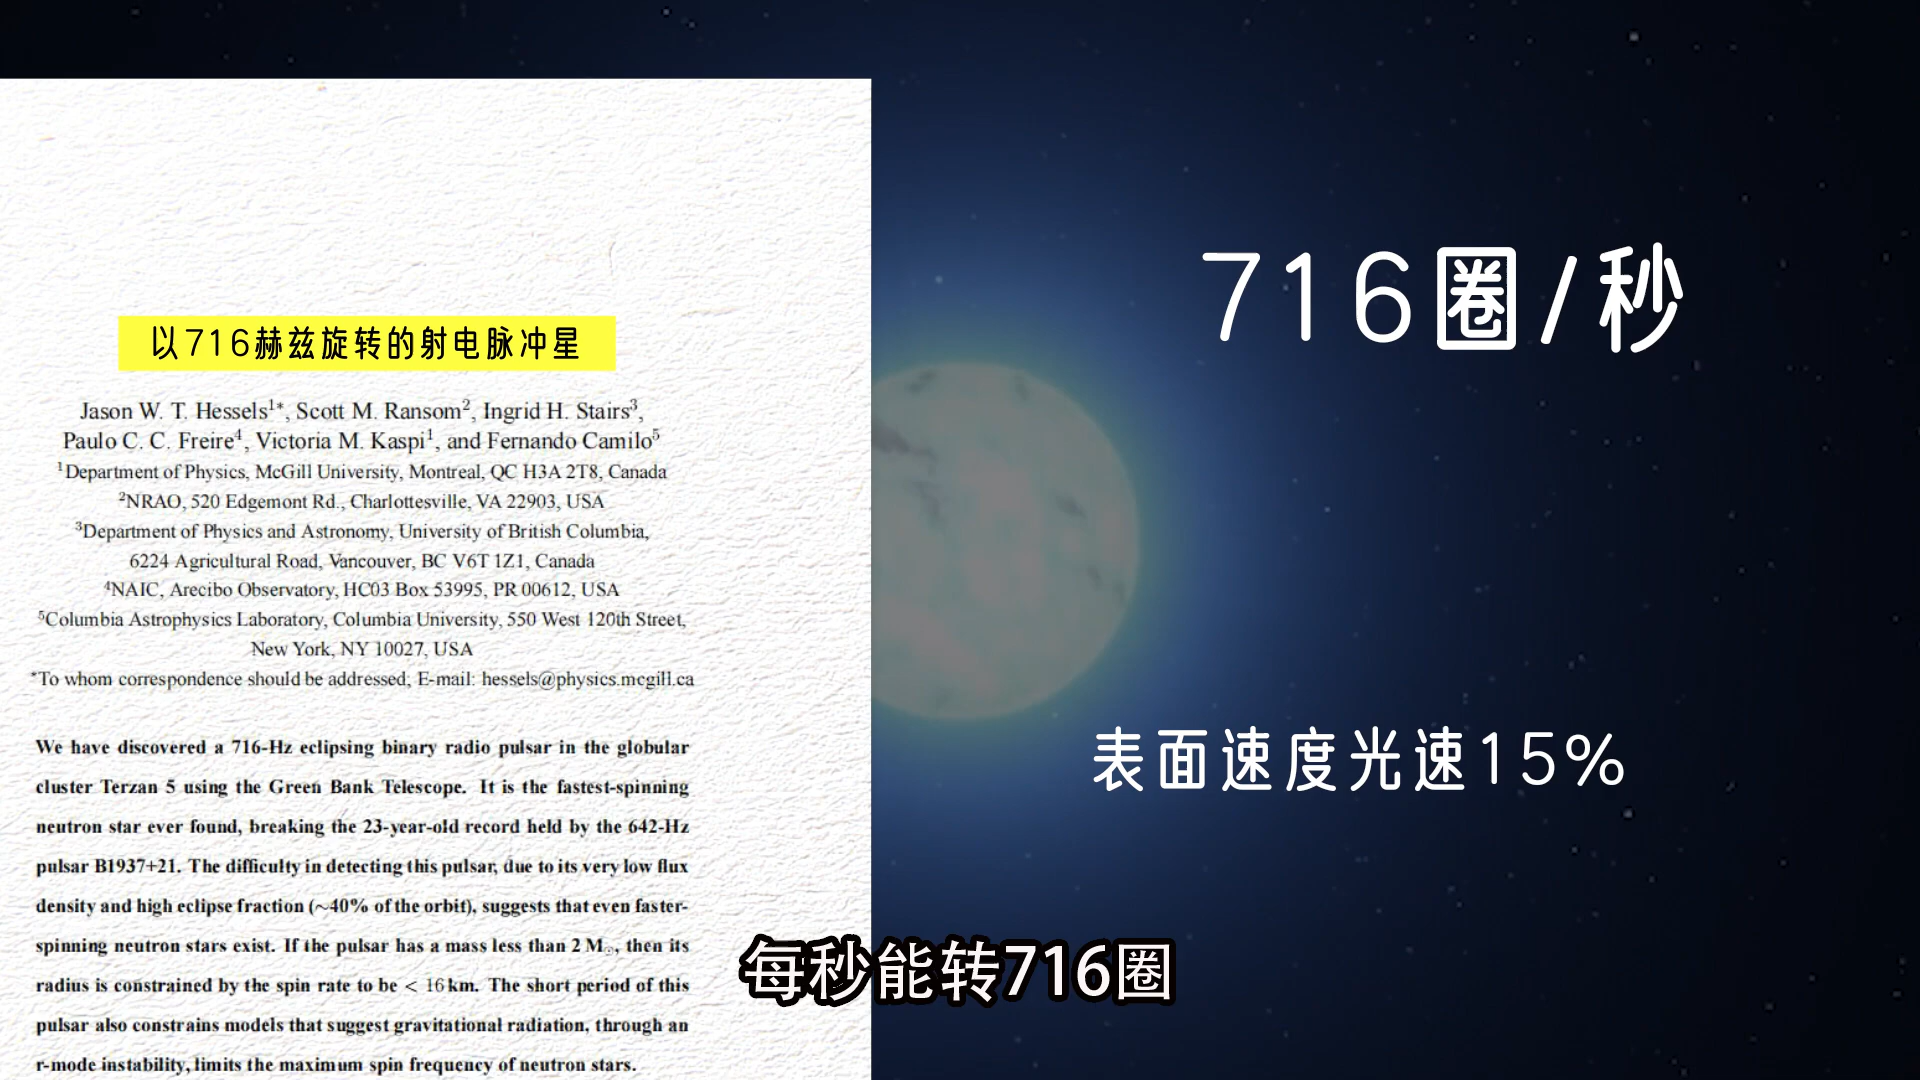 以716赫兹旋转的射电脉冲星
Jason W. T. Hessels1*, Scott M. Ransom2, Ingrid H. Stairs3,
Paulo C. C. Freire4, Victoria M. Kaspi1, and Fernando Camilo5
1Department of Physics, McGill University, Montreal, QC H3A 2T8, Canada
2NRAO, 520 Edgemont Rd., Charlottesville, VA 22903, USA
3Department of Physics and Astronomy, University of British Columbia,
6224 Agricultural Road, Vancouver, BC V6T 1Z1, Canada
4NAIC, Arecibo Observatory, HC03 Box 53995, PR 00612, USA
5Columbia Astrophysics Laboratory, Columbia University, 550 West 120th Street,
New York, NY 10027, USA
*To whom correspondence should be addressed; E-mail: hessels@physics.mcgill.ca
We have discovered a 716-Hz eclipsing binary radio pulsar in the globular
cluster Terzan 5 using the Green Bank Telescope. It is the fastest-spinning
neutron star ever found, breaking the 23-year-old record held by the 642-Hz
pulsar B1937+21. The difficulty in detecting this pulsar, due to its very low flux
density and high eclipse fraction (~40% of the orbit), suggests that even faster-
spinning neutron stars exist. If the pulsar has a mass less than 2 M⊙, then its
radius is constrained by the spin rate to be < 16 km. The short period of this
pulsar also constrains models that suggest gravitational radiation, through an
r-mode instability, limits the maximum spin frequency of neutron stars.
716圈/秒
表面速度光速15%
每秒能转716圈